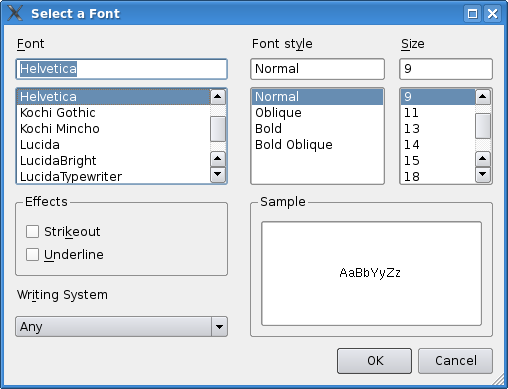 Select a Font
Font
Font style
Size
Helvetica
Normal
9
Helvetica
Kochi Gothic
Kochi Mincho
Lucida
LucidaBright
LucidaTypewriter
Normal
Oblique
Bold
Bold Oblique
9
11
13
14
15
18
Effects
Strikeout
Underline
Sample
AaBbYyZz
Writing System
Any
OK
Cancel